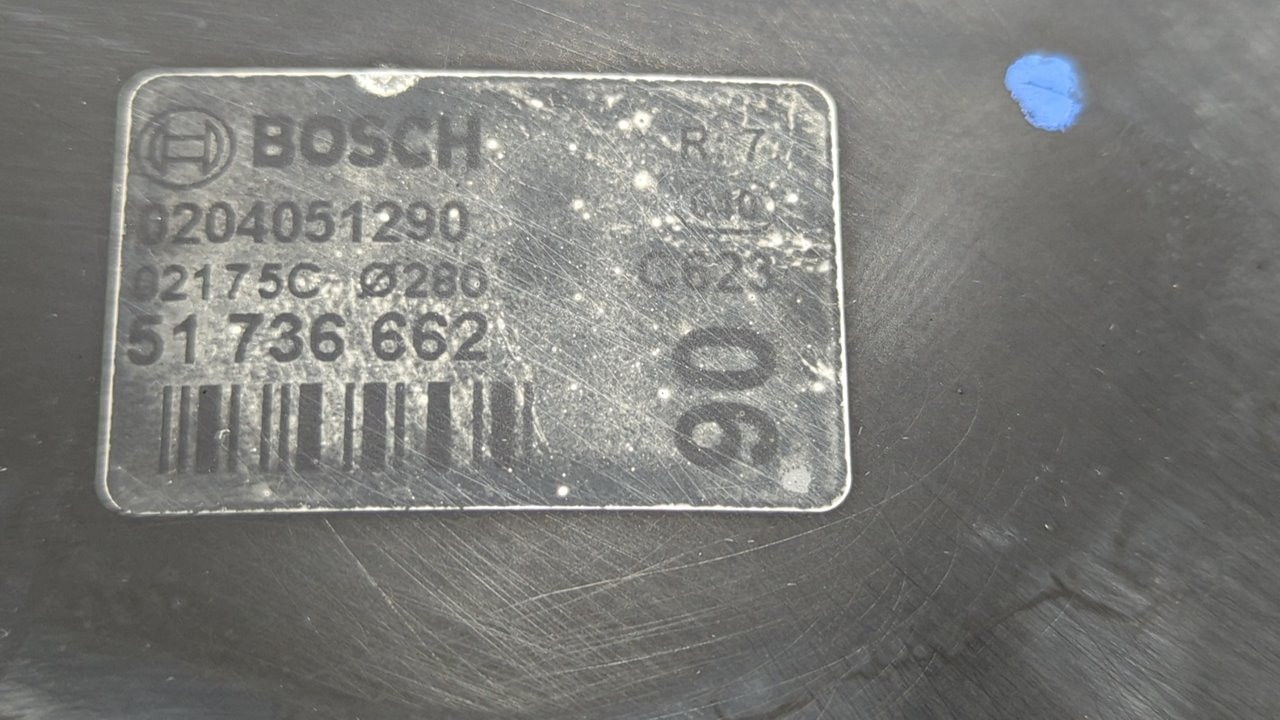 BOSCH
0204051290
02175C Ø280
51 736 662
R 7
C623
90